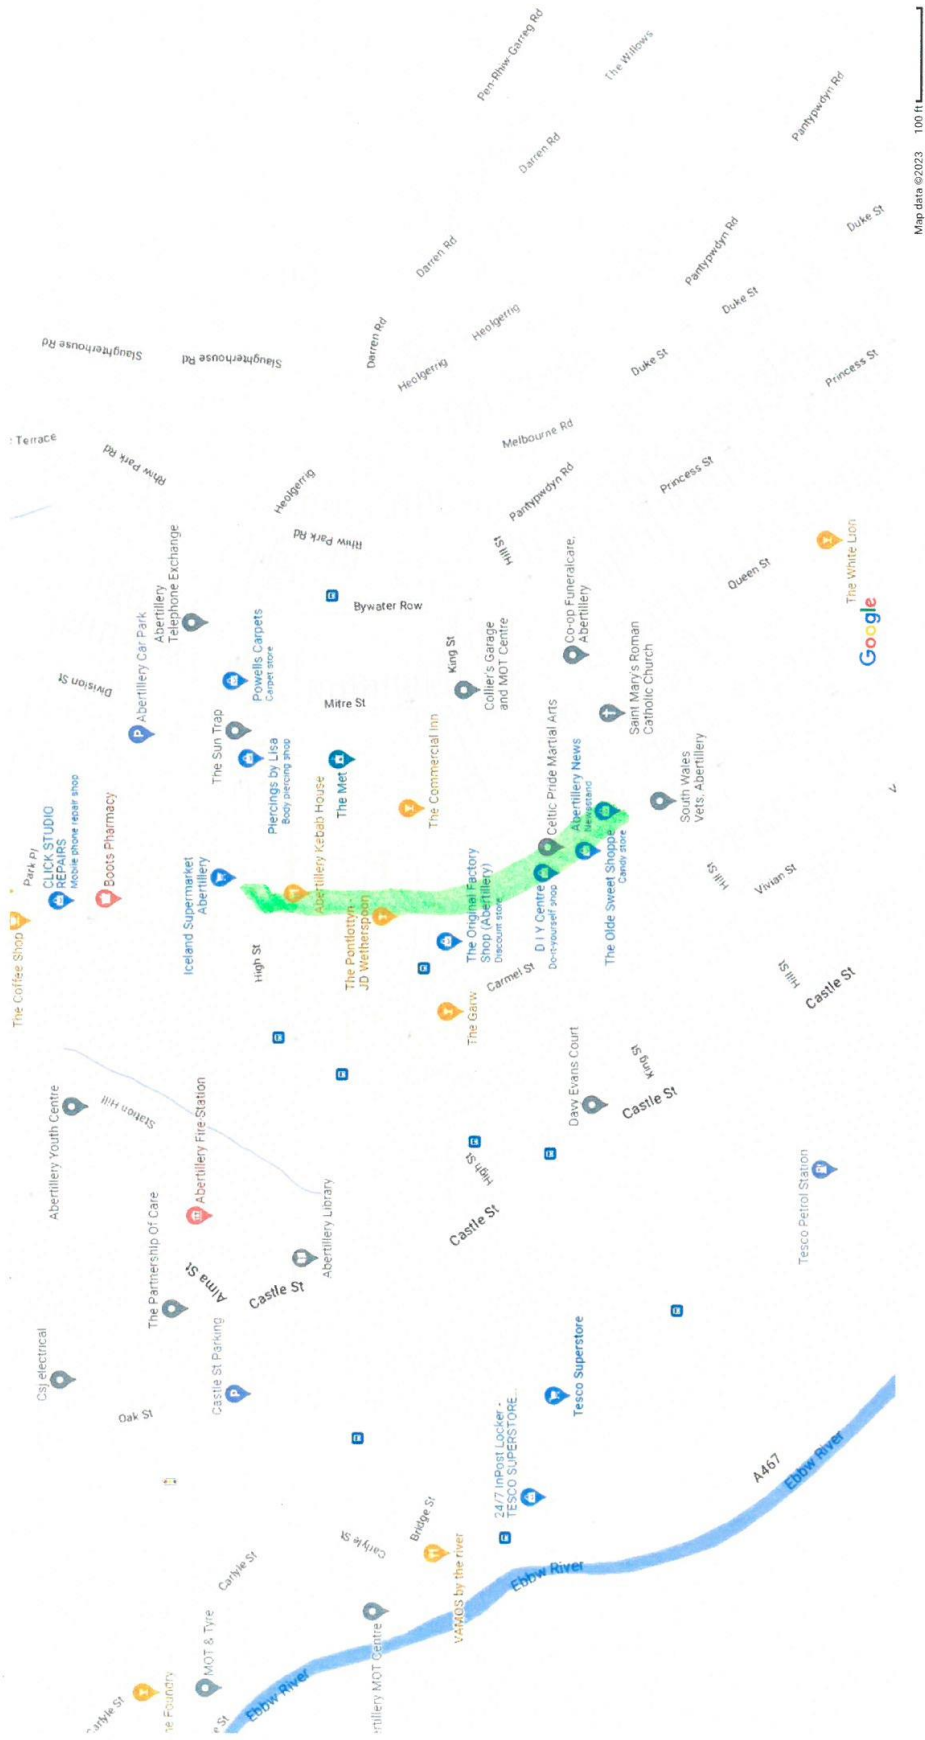 The Coffee Shop
Park Pl
CLICK STUDIO
REPAIRS
Mobile phone repair shop
Boots Pharmacy
Division St
Abertillery Car Park
Abertillery
Telephone Exchange
Terrace
Rhiw Park Rd
Slaughterhouse Rd
Slaughterhouse Rd
Iceland Supermarket
Abertillery
The Sun Trap
Powells Carpets
Carpet store
Piercings by Lisa
Body piercing shop
Abertillery Kebab House
The Met
Mitre St
Bywater Row
Rhiw Park Rd
Heolgerrig
Heolgerrig
Heolgerrig
Darren Rd
Darren Rd
Darren Rd
Pen-Rhiw-Garreg Rd
The Willows
Pantypwdyn Rd
Pantypwdyn Rd
Pantypwdyn Rd
Duke St
Duke St
Duke St
Princess St
Princess St
Melbourne Rd
Hill St
King St
Collier's Garage
and MOT Centre
Co-op Funeralcare,
Abertillery
Queen St
The White Lion
Google
High St
The Pontlottyn -
JD Wetherspoon
The Commercial Inn
The Original Factory
Shop (Abertillery)
Discount store
Celtic Pride Martial Arts
D I Y Centre
Do-it-yourself shop
Abertillery News
Newsstand
The Olde Sweet Shoppe
Candy store
Saint Mary's Roman
Catholic Church
South Wales
Vets, Abertillery
Hill St
Vivian St
Hill St
Castle St
Carmel St
The Garw
Davy Evans Court
King St
Castle St
High St
Castle St
Abertillery Youth Centre
Station Hill
Abertillery Fire Station
The Partnership Of Care
Alma St
Castle St
Abertillery Library
Csj electrical
Oak St
Castle St Parking
Tesco Petrol Station
Tesco Superstore
24/7 InPost Locker -
TESCO SUPERSTORE...
Carlyle St
Carlyle St
Bridge St
VAMOS by the river
A467
Ebbw River
Ebbw River
Ebbw River
Carlyle St
MOT & Tyre
ne Foundry
e St
ertillery MOT Centre
Map data ©2023
100 ft